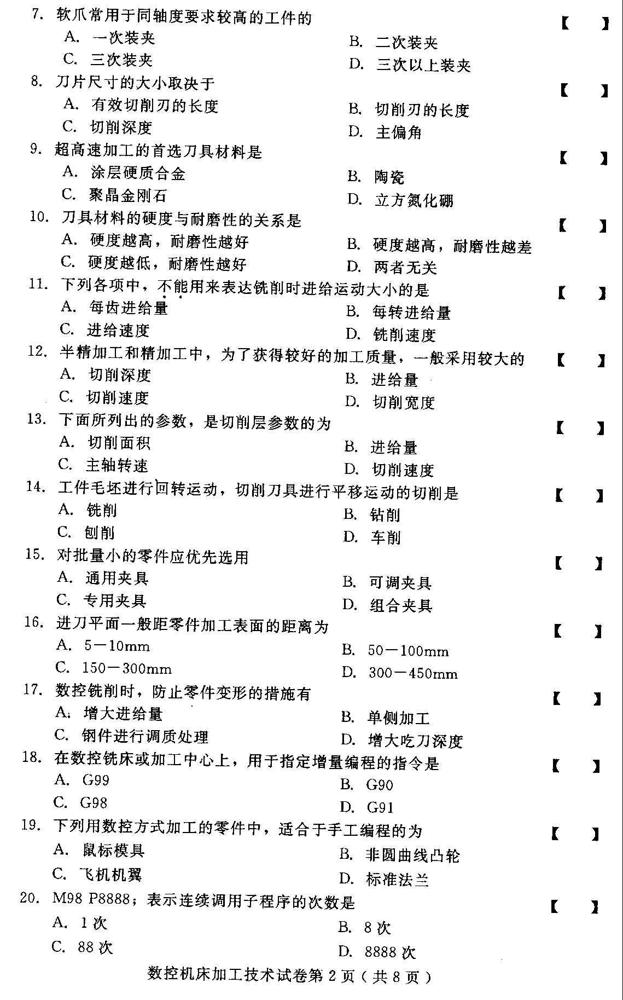 7. 软爪常用于同轴度要求较高的工件的 【 】
A. 一次装夹 B. 二次装夹
C. 三次装夹 D. 三次以上装夹
8. 刀片尺寸的大小取决于 【 】
A. 有效切削刃的长度 B. 切削刃的长度
C. 切削深度 D. 主偏角
9. 超高速加工的首选刀具材料是 【 】
A. 涂层硬质合金 B. 陶瓷
C. 聚晶金刚石 D. 立方氮化硼
10. 刀具材料的硬度与耐磨性的关系是 【 】
A. 硬度越高，耐磨性越好 B. 硬度越高，耐磨性越差
C. 硬度越低，耐磨性越好 D. 两者无关
11. 下列各项中，不能用来表达铣削时进给运动大小的是 【 】
A. 每齿进给量 B. 每转进给量
C. 进给速度 D. 铣削速度
12. 半精加工和精加工中，为了获得较好的加工质量，一般采用较大的 【 】
A. 切削深度 B. 进给量
C. 切削速度 D. 切削宽度
13. 下面所列出的参数，是切削层参数的为 【 】
A. 切削面积 B. 进给量
C. 主轴转速 D. 切削速度
14. 工件毛坯进行回转运动，切削刀具进行平移运动的切削是 【 】
A. 铣削 B. 钻削
C. 刨削 D. 车削
15. 对批量小的零件应优先选用 【 】
A. 通用夹具 B. 可调夹具
C. 专用夹具 D. 组合夹具
16. 进刀平面一般距零件加工表面的距离为 【 】
A. 5－10mm B. 50－100mm
C. 150－300mm D. 300－450mm
17. 数控铣削时，防止零件变形的措施有 【 】
A. 增大进给量 B. 单侧加工
C. 钢件进行调质处理 D. 增大吃刀深度
18. 在数控铣床或加工中心上，用于指定增量编程的指令是 【 】
A. G99 B. G90
C. G98 D. G91
19. 下列用数控方式加工的零件中，适合于手工编程的为 【 】
A. 鼠标模具 B. 非圆曲线凸轮
C. 飞机机翼 D. 标准法兰
20. M98 P8888；表示连续调用子程序的次数是 【 】
A. 1 次 B. 8 次
C. 88 次 D. 8888 次
数控机床加工技术试卷第 2 页（共 8 页）